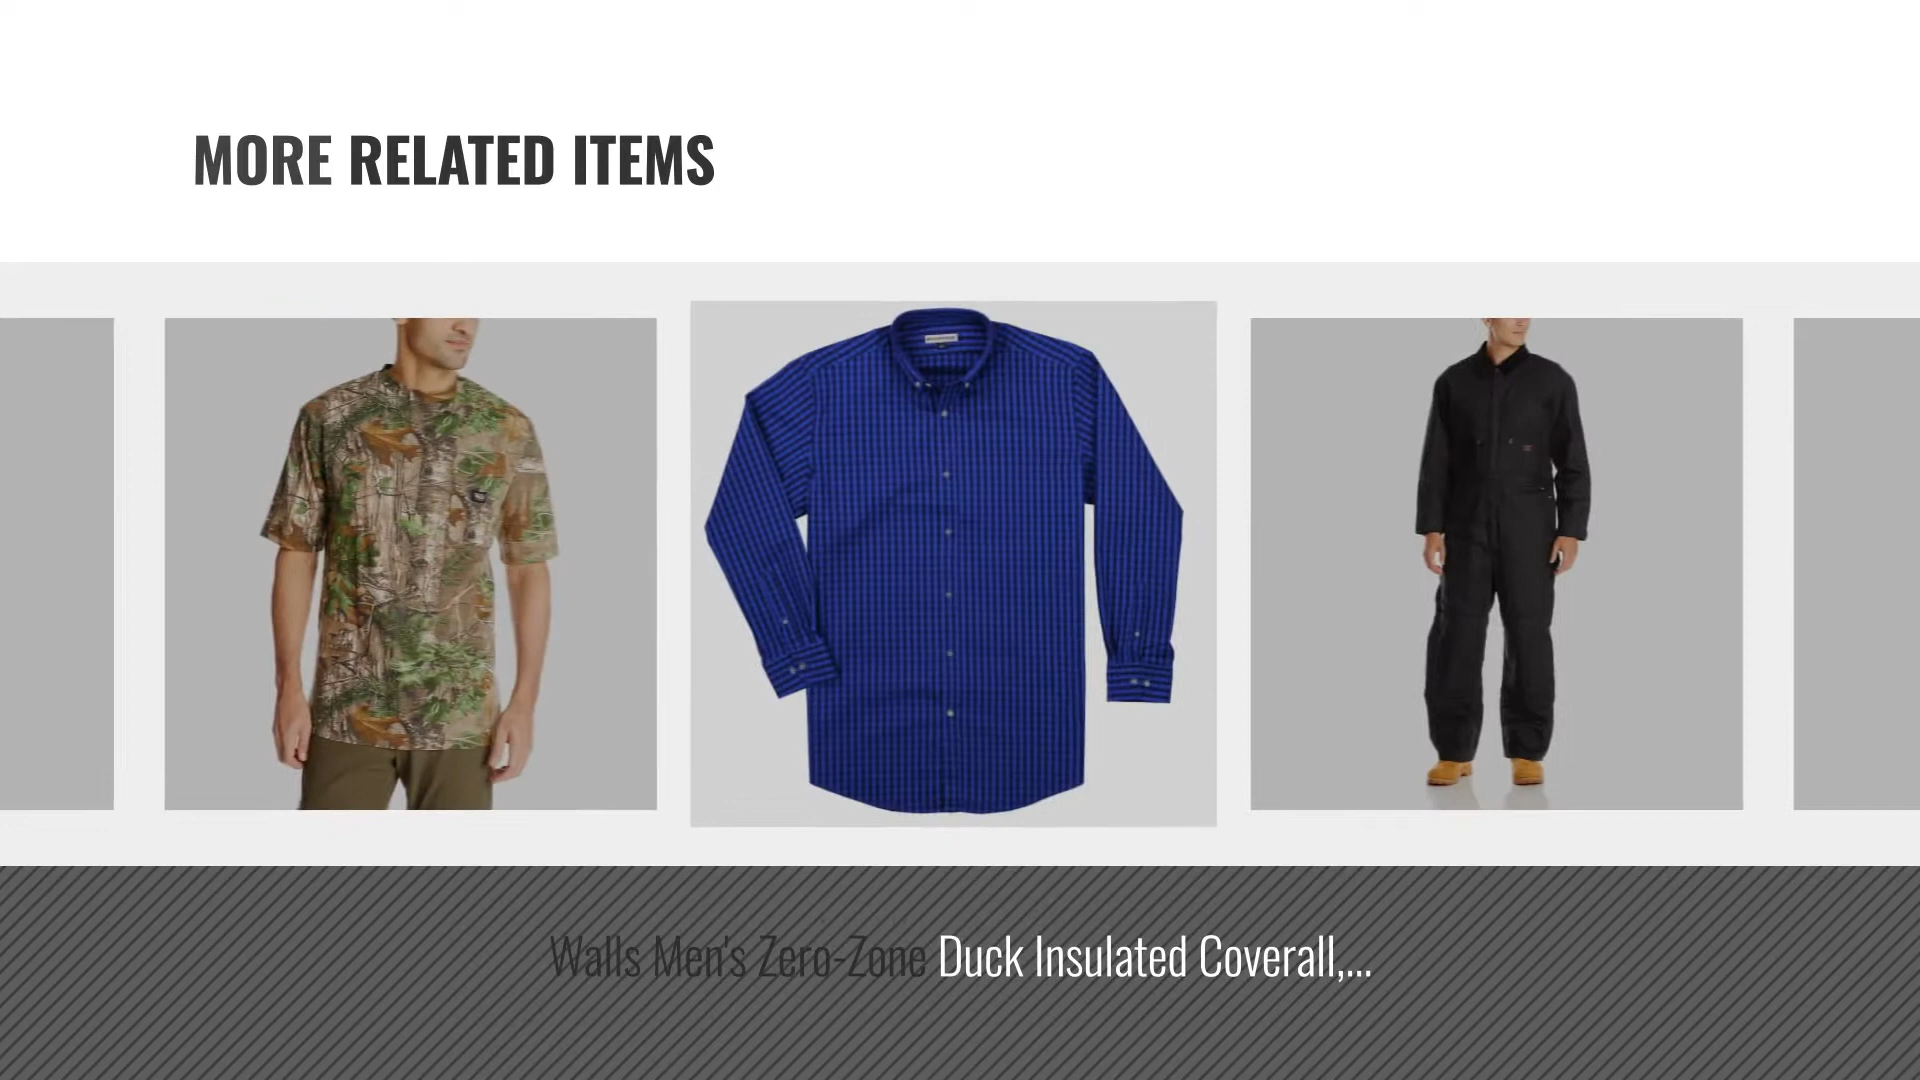 MORE RELATED ITEMS
Walls Men's Zero-Zone Duck Insulated Coverall,...